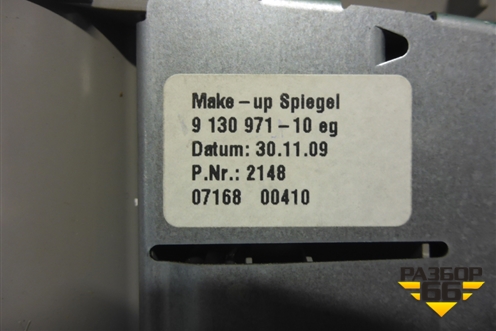 Make-up Spiegel
9 130 971-10 eg
Datum: 30.11.09
P.Nr.: 2148
07168 00410
РАЗБОР
66